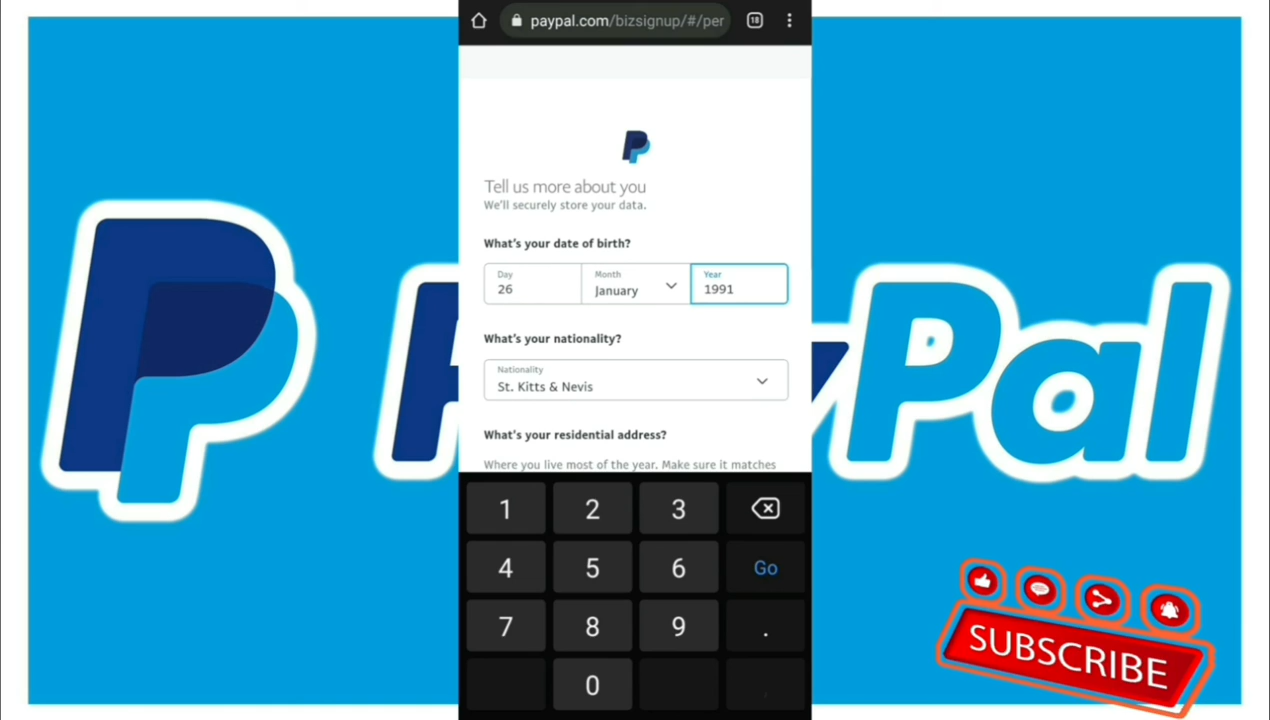 paypal.com/bizsignup/#/per
18
Tell us more about you
We'll securely store your data.
What's your date of birth?
Day
Month
Year
26
January
1991
What's your nationality?
Nationality
St. Kitts & Nevis
What's your residential address?
Where you live most of the year. Make sure it matches
PayPal
1 2 3
4 5 6 Go
7 8 9 .
0 ,
SUBSCRIBE